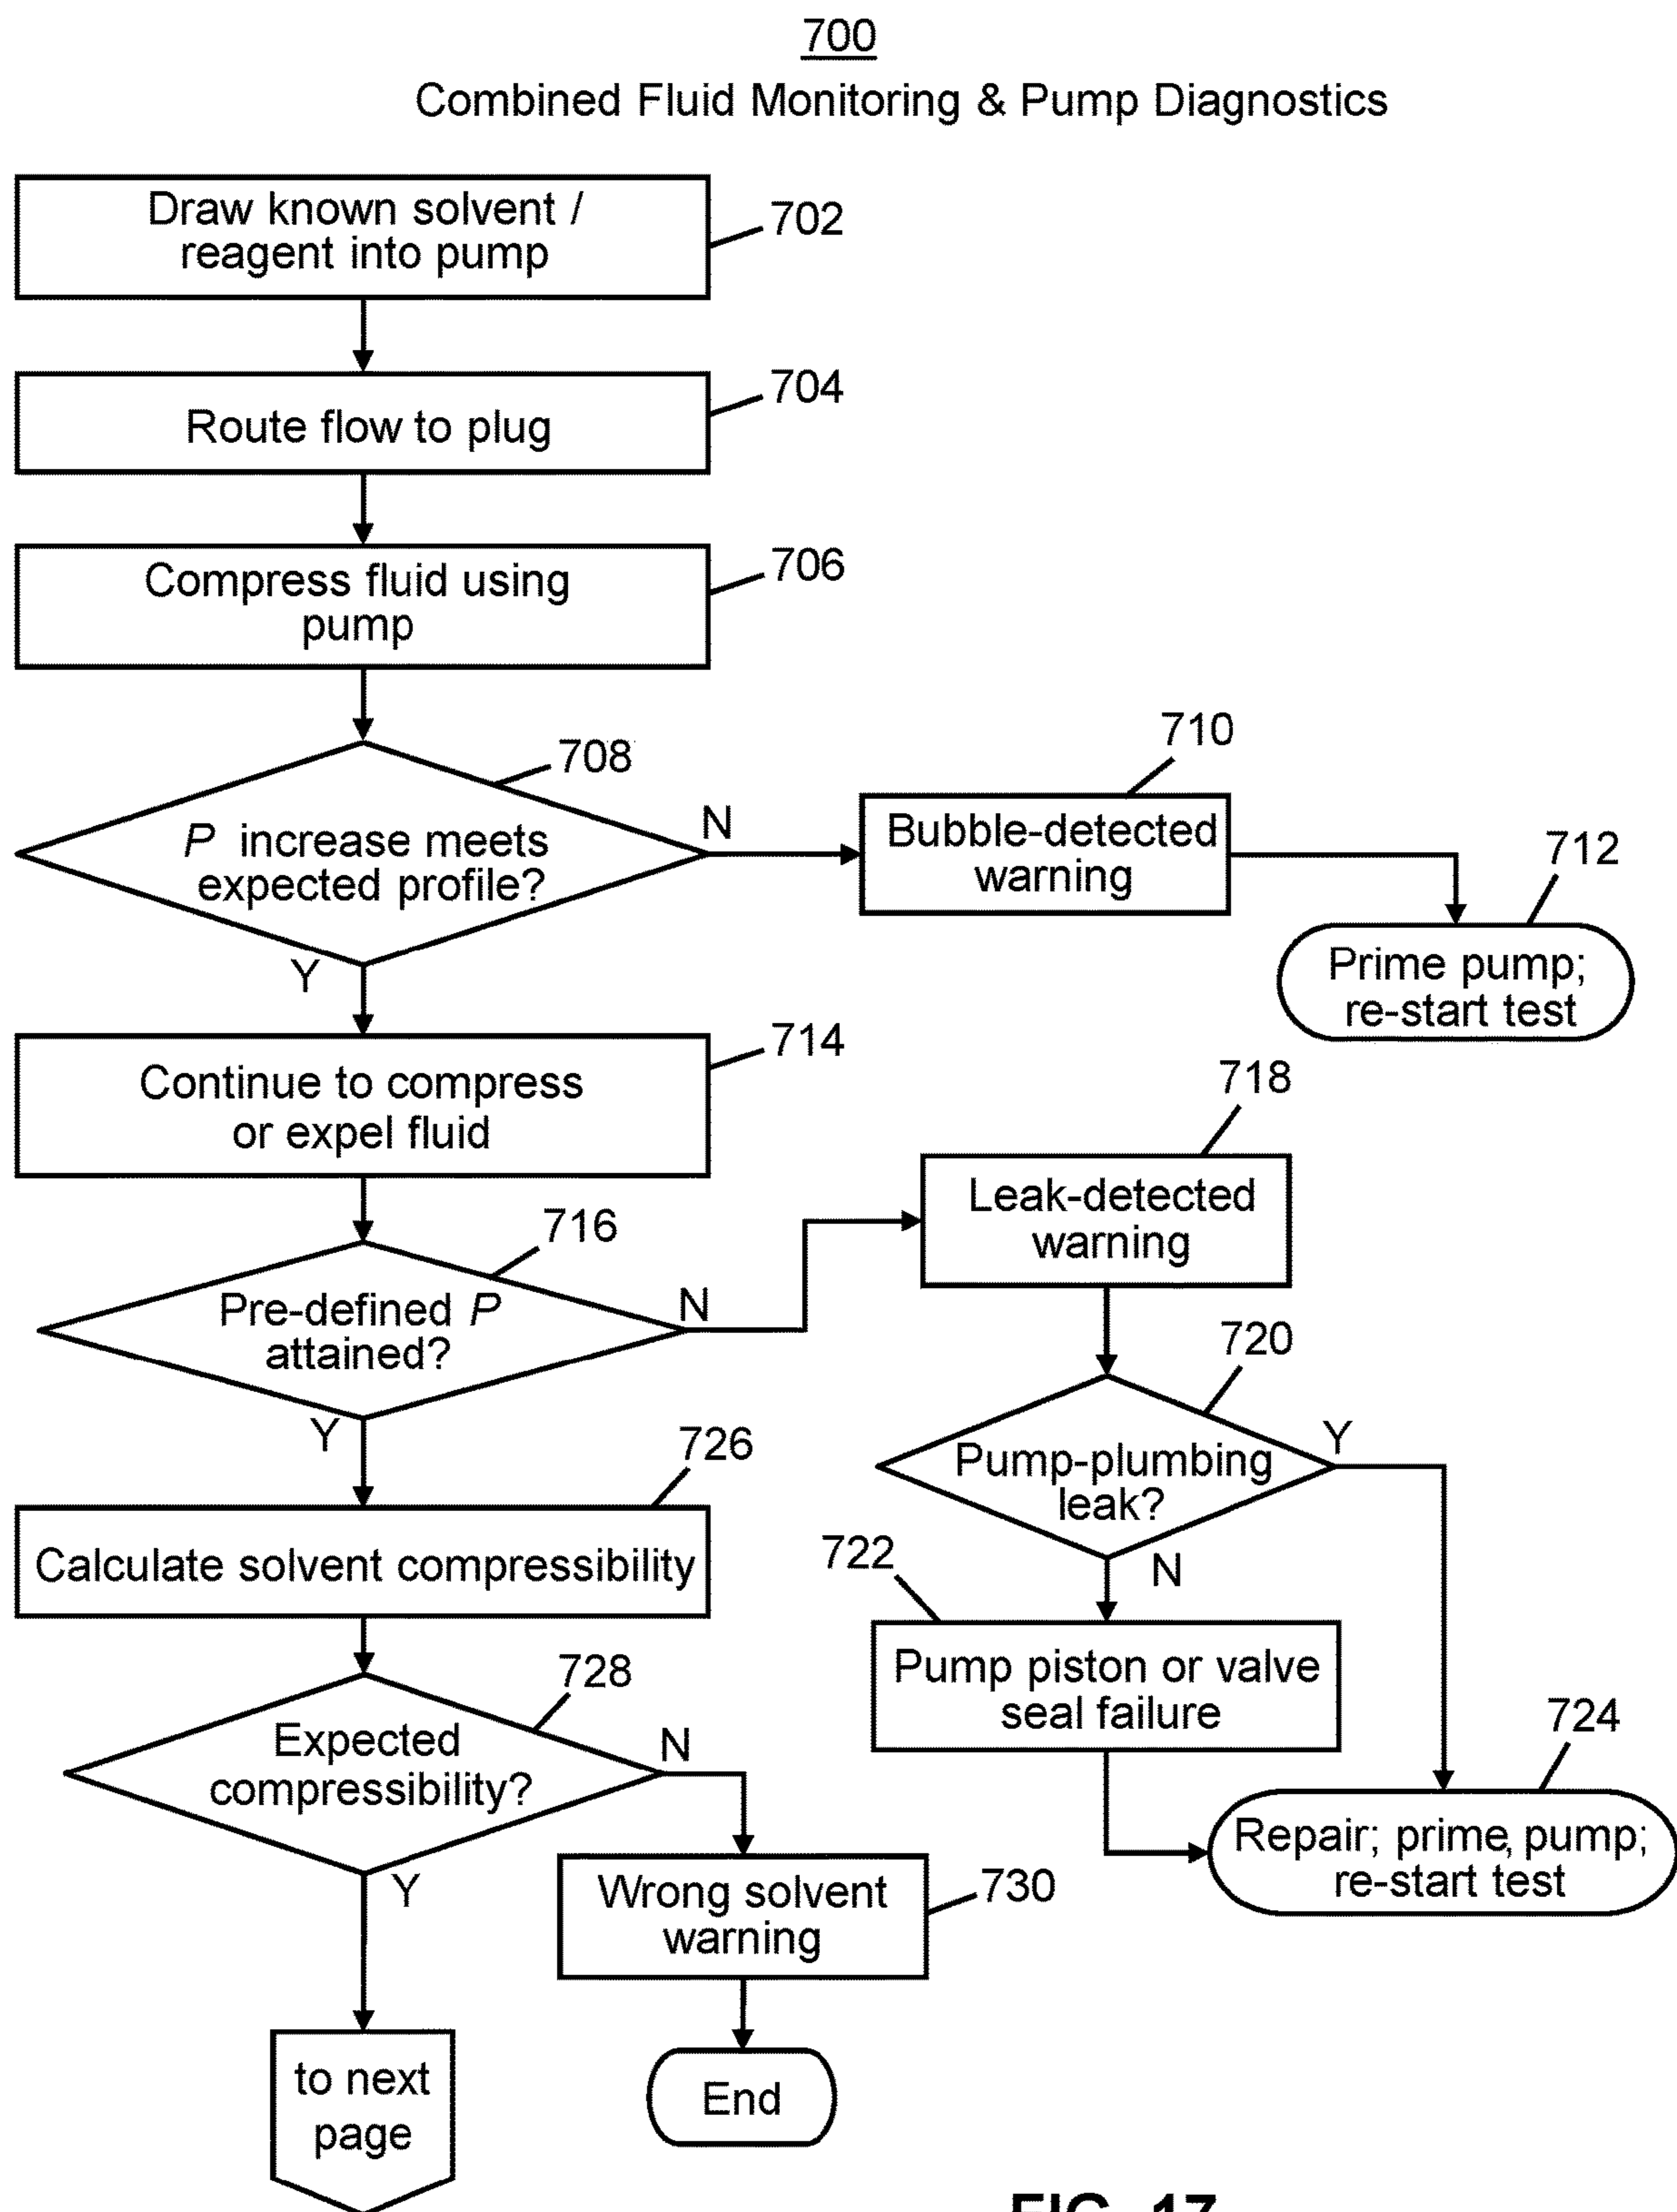 700
Combined Fluid Monitoring & Pump Diagnostics
Draw known solvent /
reagent into pump
702
Route flow to plug
704
Compress fluid using
pump
706
P increase meets
expected profile?
708
N
Y
Bubble-detected
warning
710
Prime pump;
re-start test
712
Continue to compress
or expel fluid
714
Pre-defined P
attained?
716
N
Y
Leak-detected
warning
718
Pump-plumbing
leak?
720
Y
N
Pump piston or valve
seal failure
722
Repair; prime, pump;
re-start test
724
Calculate solvent compressibility
726
Expected
compressibility?
728
N
Y
Wrong solvent
warning
730
End
to next
page
FIG. 17